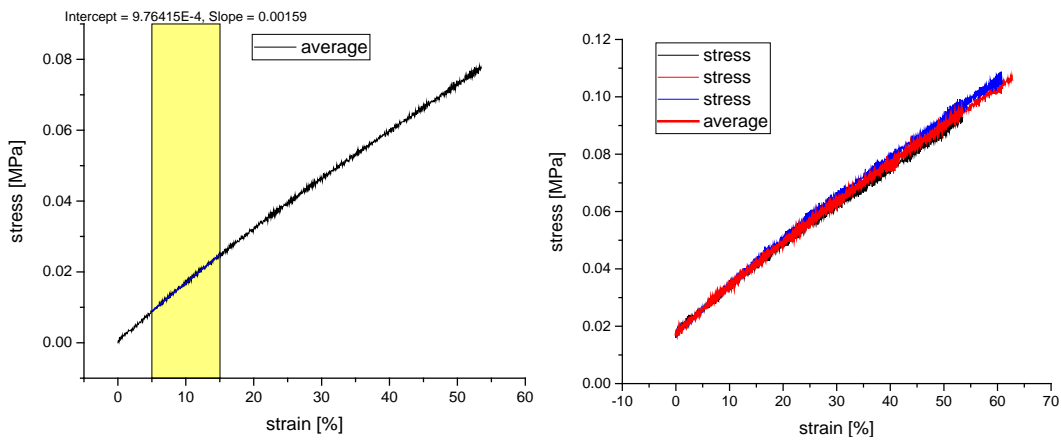 Intercept = 9.76415E-4, Slope = 0.00159
average
0.08
0.06
0.04
0.02
0.00
stress [MPa]
0 10 20 30 40 50 60
strain [%]
stress
stress
stress
average
0.12
0.10
0.08
0.06
0.04
0.02
0.00
stress [MPa]
-10 0 10 20 30 40 50 60 70
strain [%]